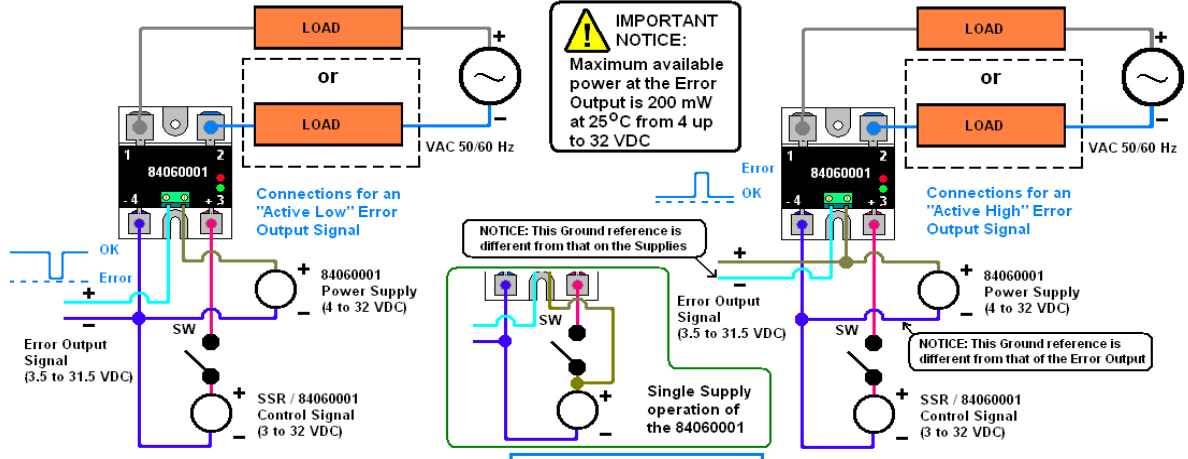 LOAD
+
or
LOAD
−
VAC 50/60 Hz
1
2
84060001
- 4
+ 3
Connections for an
"Active Low" Error
Output Signal
OK
Error
+
−
Error Output
Signal
(3.5 to 31.5 VDC)
+
−
84060001
Power Supply
(4 to 32 VDC)
SW
+
−
SSR / 84060001
Control Signal
(3 to 32 VDC)
IMPORTANT
NOTICE:
Maximum available
power at the Error
Output is 200 mW
at 25°C from 4 up
to 32 VDC
NOTICE: This Ground reference is
different from that on the Supplies
SW
+
−
Single Supply
operation of
the 84060001
LOAD
+
or
LOAD
−
VAC 50/60 Hz
1
2
84060001
- 4
+ 3
Error
OK
Connections for an
"Active High" Error
Output Signal
+
−
Error Output
Signal
(3.5 to 31.5 VDC)
+
−
84060001
Power Supply
(4 to 32 VDC)
SW
NOTICE: This Ground reference is
different from that of the Error Output
+
−
SSR / 84060001
Control Signal
(3 to 32 VDC)